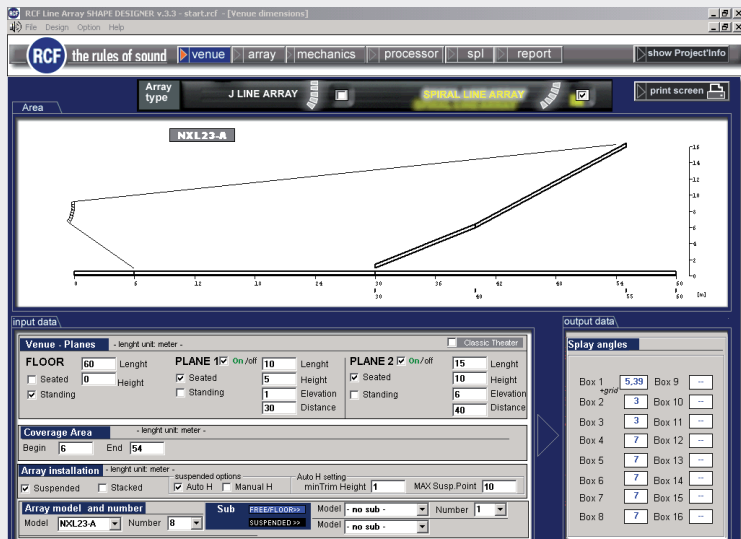 RCF Line Array SHAPE DESIGNER v.3.3 - start.rcf - [Venue dimensions]
File Design Option Help
RCF the rules of sound venue array mechanics processor spl report show Project'Info
Array type J LINE ARRAY SPIRAL LINE ARRAY print screen
Area
NXL23-A
16
14
12
10
8
6
4
2
0
0 6 12 18 24 30 36 42 48 54 60
30 40 55 60 [m]
input data
output data
Venue - Planes - lenght unit: meter - Classic Theater
FLOOR 60 Lenght PLANE 1 On /off 10 Lenght PLANE 2 On/off 15 Lenght
Seated 0 Height Seated 5 Height Seated 10 Height
Standing Standing 1 Elevation Standing 6 Elevation
30 Distance 40 Distance
Coverage Area - lenght unit: meter -
Begin 6 End 54
Array installation - lenght unit: meter - suspended options Auto H setting
Suspended Stacked Auto H Manual H minTrim Height 1 MAX Susp.Point 10
Array model and number Sub FREE/FLOOR>> Model - no sub - Number 1
Model NXL23-A Number 8 SUSPENDED>> Model - no sub -
Splay angles
Box 1 +grid 5,39 Box 9 --
Box 2 3 Box 10 --
Box 3 3 Box 11 --
Box 4 7 Box 12 --
Box 5 7 Box 13 --
Box 6 7 Box 14 --
Box 7 7 Box 15 --
Box 8 7 Box 16 --